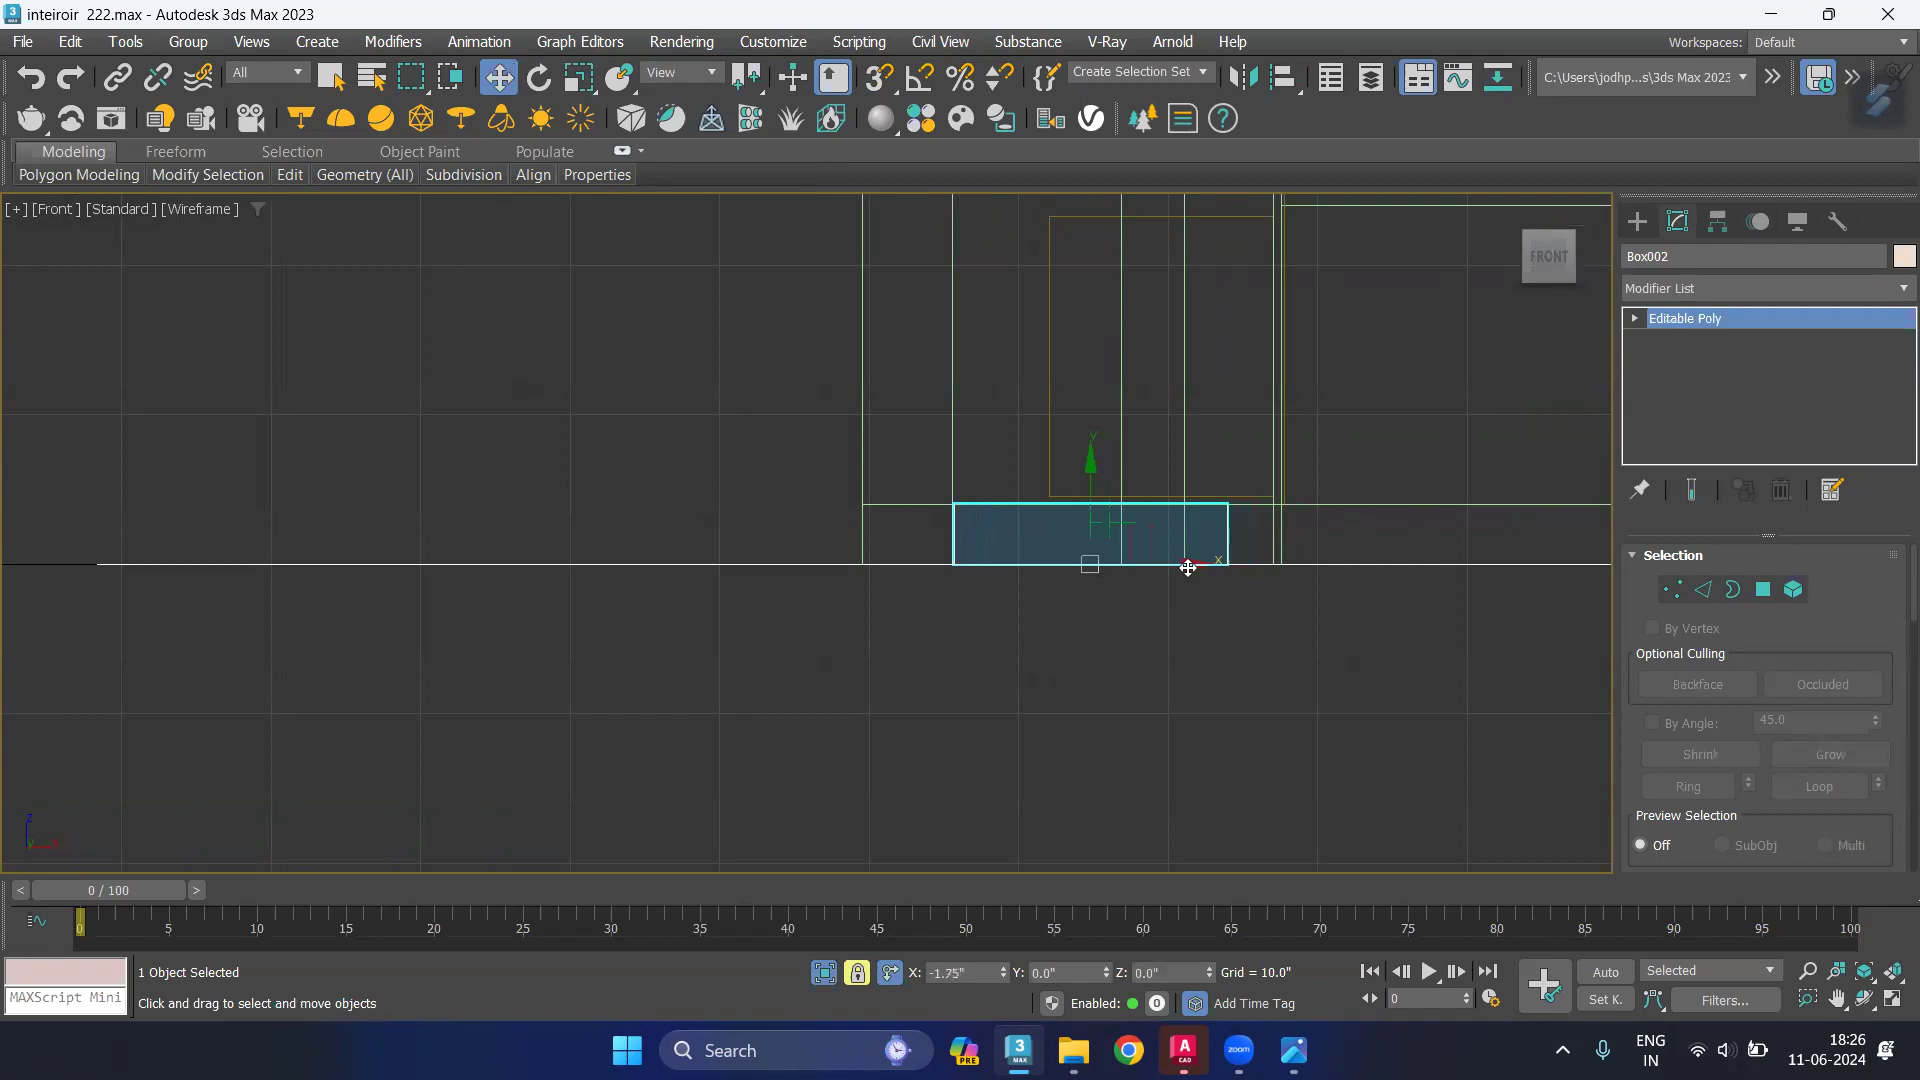 inteiroir 222.max - Autodesk 3ds Max 2023
File Edit Tools Group Views Create Modifiers Animation Graph Editors Rendering Customize Scripting Civil View Substance V-Ray Arnold Help Workspaces: Default
All View Create Selection Set C:\Users\jodhp...s\3ds Max 2023
Modeling Freeform Selection Object Paint Populate
Polygon Modeling Modify Selection Edit Geometry (All) Subdivision Align Properties
[+] [Front ] [Standard ] [Wireframe ]
FRONT
Box002
Modifier List
Editable Poly
y
x
Selection
By Vertex
Optional Culling
Backface Occluded
By Angle: 45.0
Shrink Grow
Ring Loop
Preview Selection
Off SubObj Multi
z
y x
< 0 / 100 >
0 5 10 15 20 25 30 35 40 45 50 55 60 65 70 75 80 85 90 95 100
1 Object Selected X: -1.75" Y: 0.0" Z: 0.0" Grid = 10.0" Auto Selected
MAXScript Mini Click and drag to select and move objects Enabled: 0 Add Time Tag 0 Set K. Filters...
Search PRE 3 MAX A CAD zoom ENG IN 18:26
11-06-2024